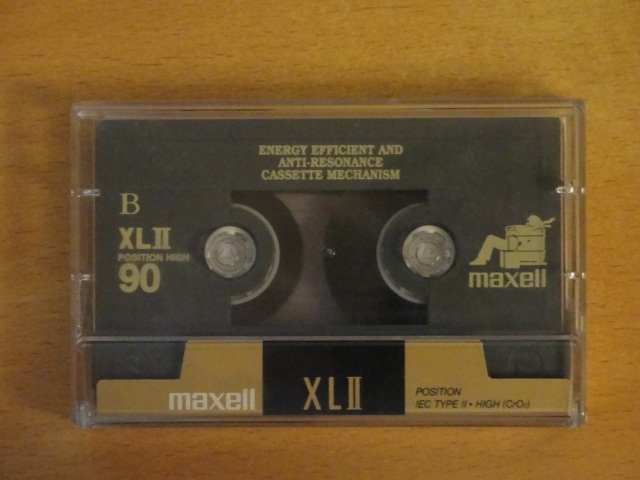 ENERGY EFFICIENT AND
ANTI-RESONANCE
CASSETTE MECHANISM
B
XLII
POSITION HIGH
90
maxell
maxell
XLII
POSITION
IEC TYPE II • HIGH (CrO₂)